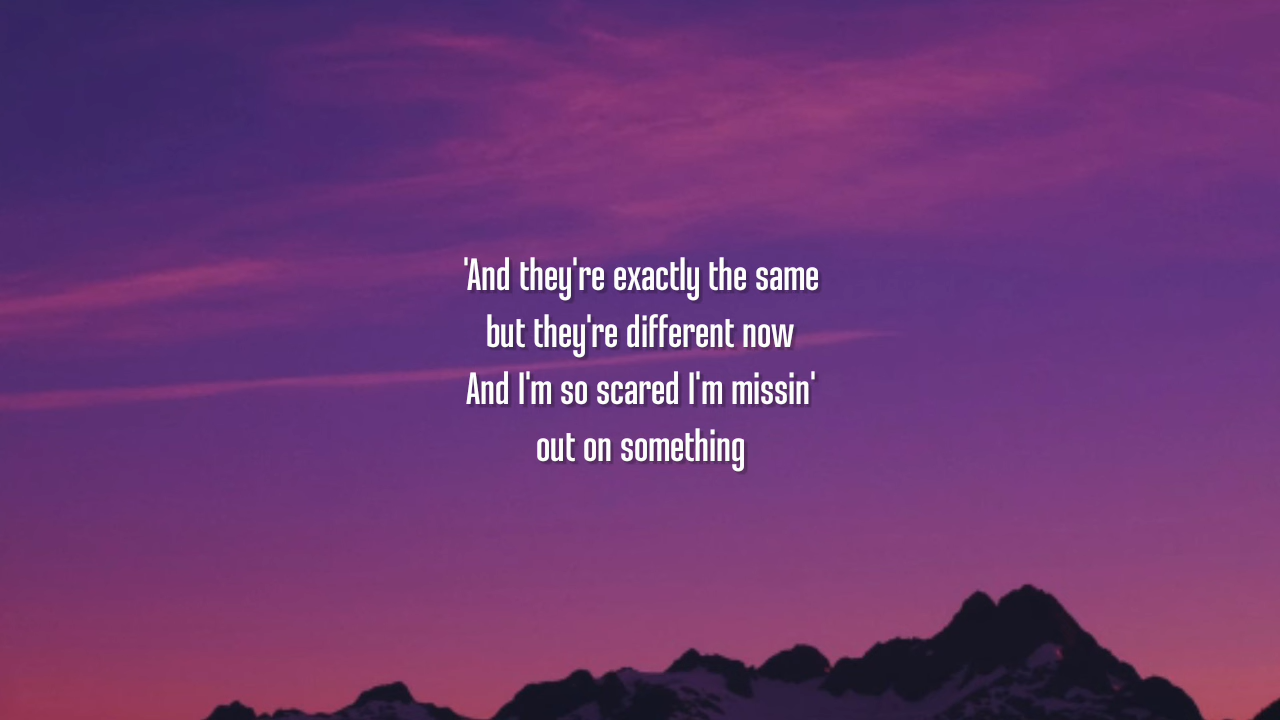 'And they're exactly the same
but they're different now
And I'm so scared I'm missin'
out on something